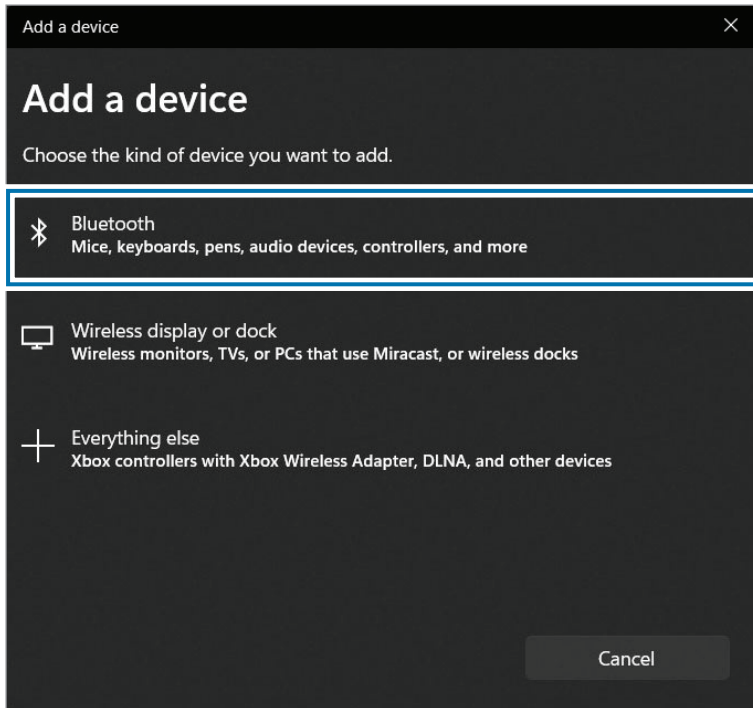 Add a device
Add a device
Choose the kind of device you want to add.
Bluetooth
Mice, keyboards, pens, audio devices, controllers, and more
Wireless display or dock
Wireless monitors, TVs, or PCs that use Miracast, or wireless docks
Everything else
Xbox controllers with Xbox Wireless Adapter, DLNA, and other devices
Cancel